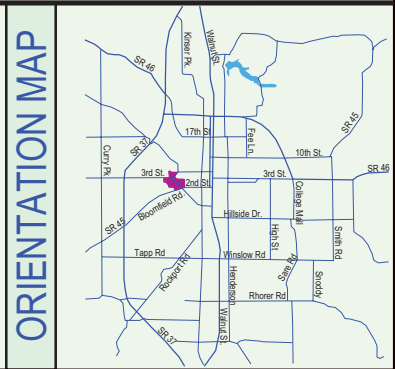 ORIENTATION MAP
Kinser Pk.
Walnut St.
SR 46
SR 45
17th St
Fee Ln.
SR 37
10th St.
Curry Pk
3rd St.
3rd St.
SR 46
2nd St.
College Mall
Bloomfield Rd.
Hillside Dr.
SR 45
High St
Smith Rd
Tapp Rd
Winslow Rd
Rockport Rd
Henderson
Sare Rd
Snoddy
Rhorer Rd
Walnut St
SR 37